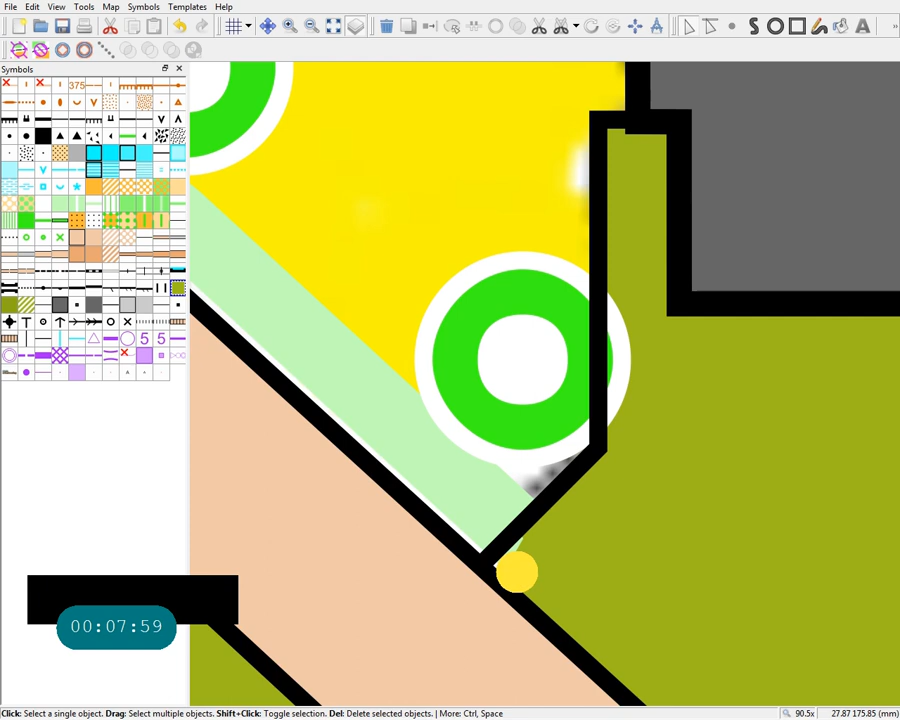 File Edit View Tools Map Symbols Templates Help
Symbols
375
5 5
00:07:59
Click: Select a single object. Drag: Select multiple objects. Shift+Click: Toggle selection. Del: Delete selected objects. | More: Ctrl, Space
90.5x
27.87 175.85 (mm)